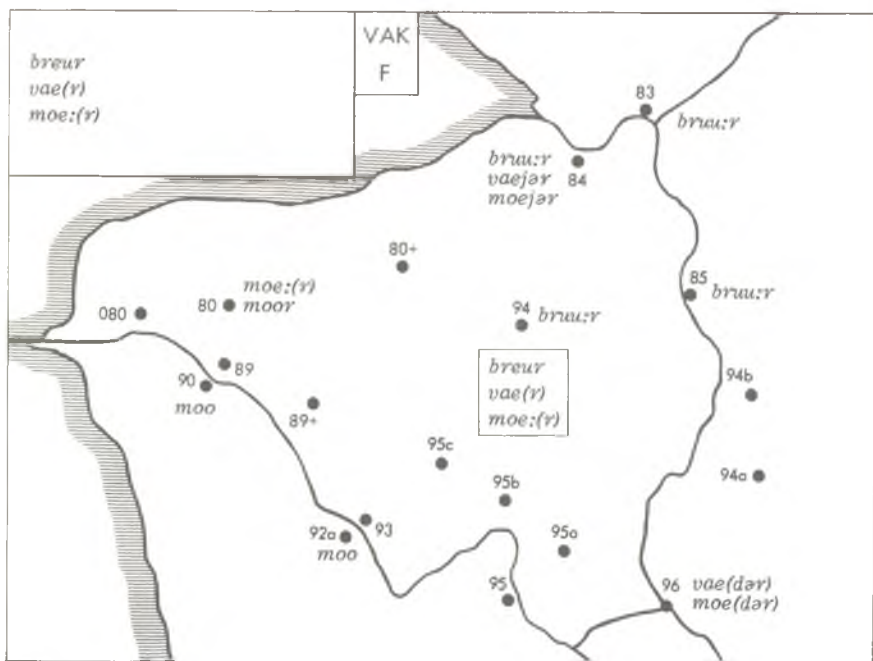 breur
vae(r)
moe:(r)
VAK
F
83
bruu:r
bruu:r
vaejər
moejər
84
80+
moe:(r)
moor
80
080
85
bruu:r
94
bruu:r
breur
vae(r)
moe:(r)
89
90
moo
89+
94b
95c
94a
95b
93
92a
moo
95a
95
96
vae(dər)
moe(dər)